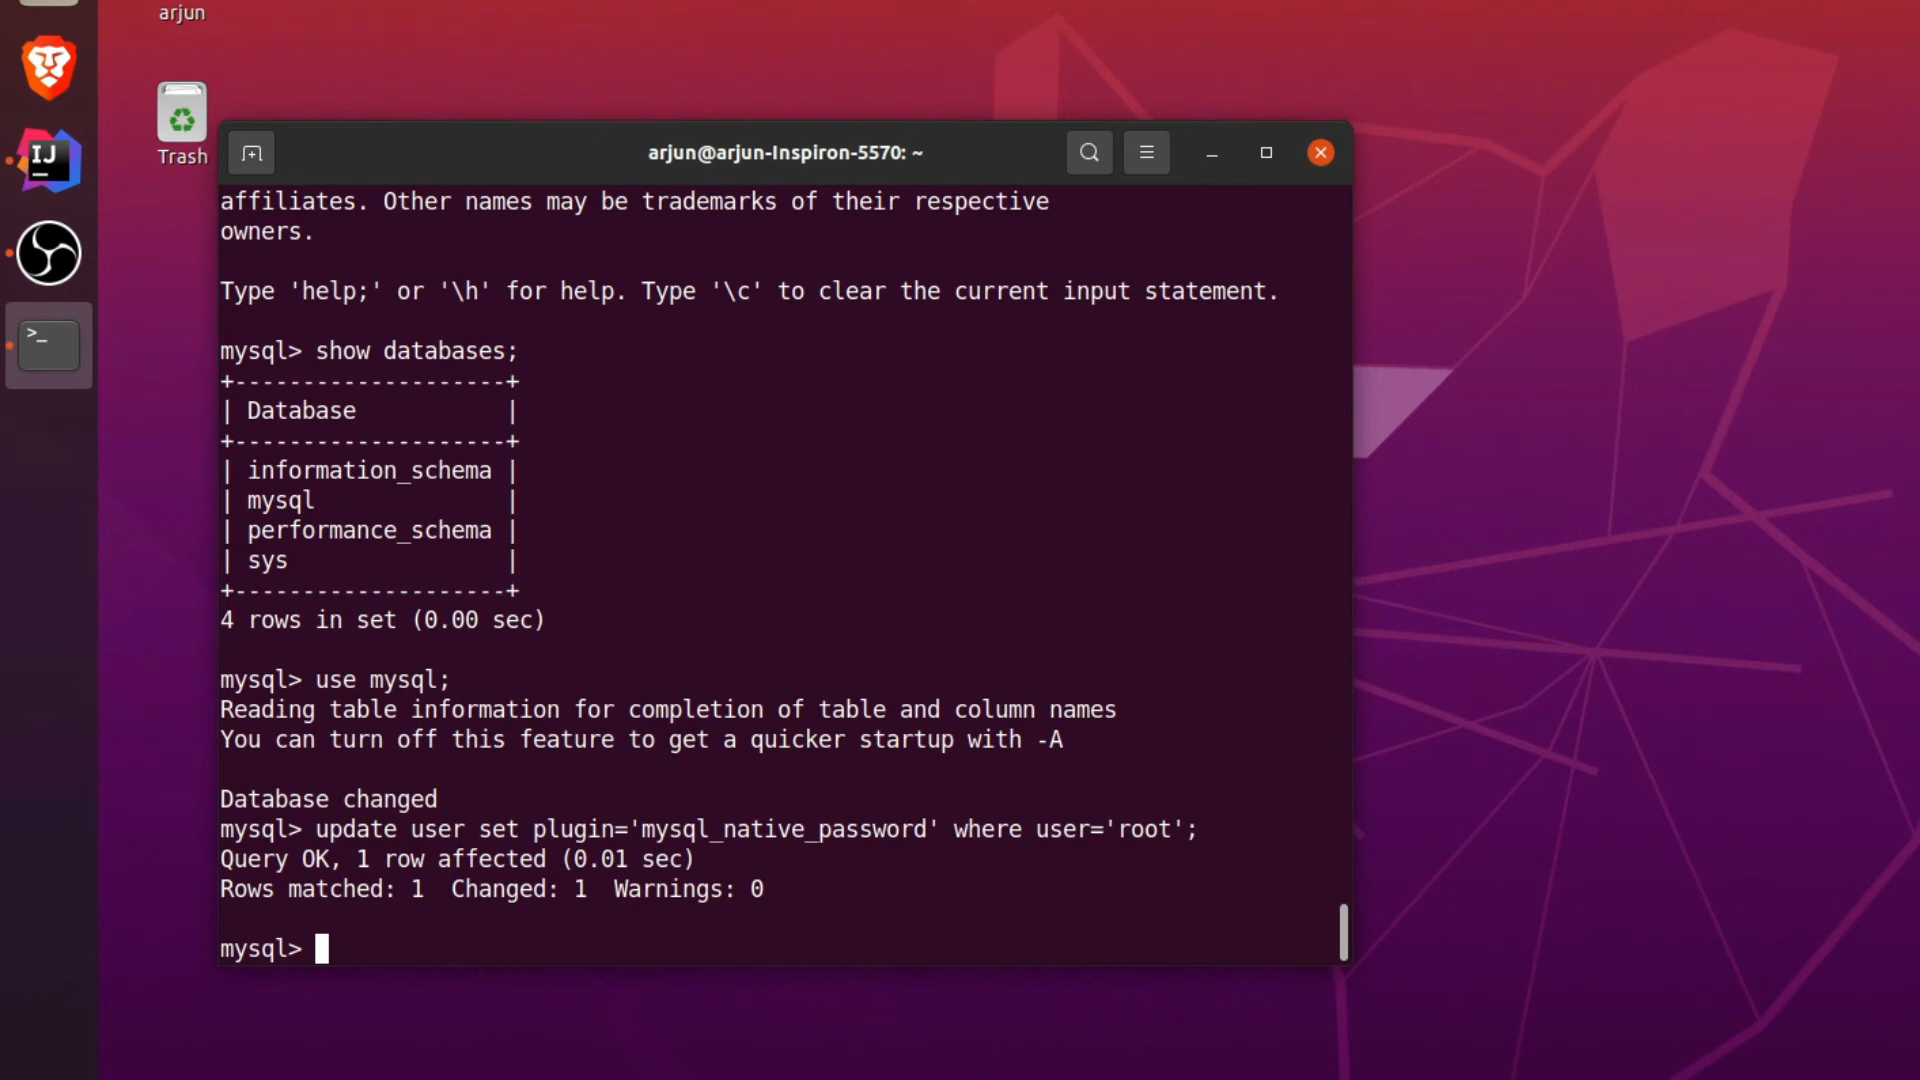 arjun
Trash
arjun@arjun-Inspiron-5570: ~
affiliates. Other names may be trademarks of their respective
owners.
Type 'help;' or '\h' for help. Type '\c' to clear the current input statement.
mysql> show databases;
+--------------------+
| Database           |
+--------------------+
| information_schema |
| mysql              |
| performance_schema |
| sys                |
+--------------------+
4 rows in set (0.00 sec)
mysql> use mysql;
Reading table information for completion of table and column names
You can turn off this feature to get a quicker startup with -A
Database changed
mysql> update user set plugin='mysql_native_password' where user='root';
Query OK, 1 row affected (0.01 sec)
Rows matched: 1  Changed: 1  Warnings: 0
mysql>
IJ
>_